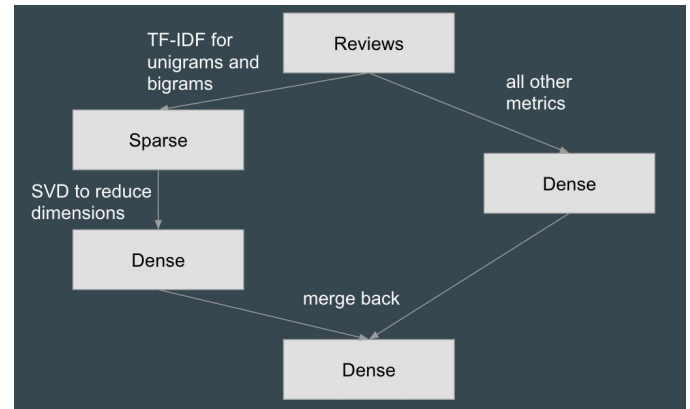 TF-IDF for
unigrams and
bigrams
Reviews
all other
metrics
Sparse
Dense
SVD to reduce
dimensions
Dense
merge back
Dense